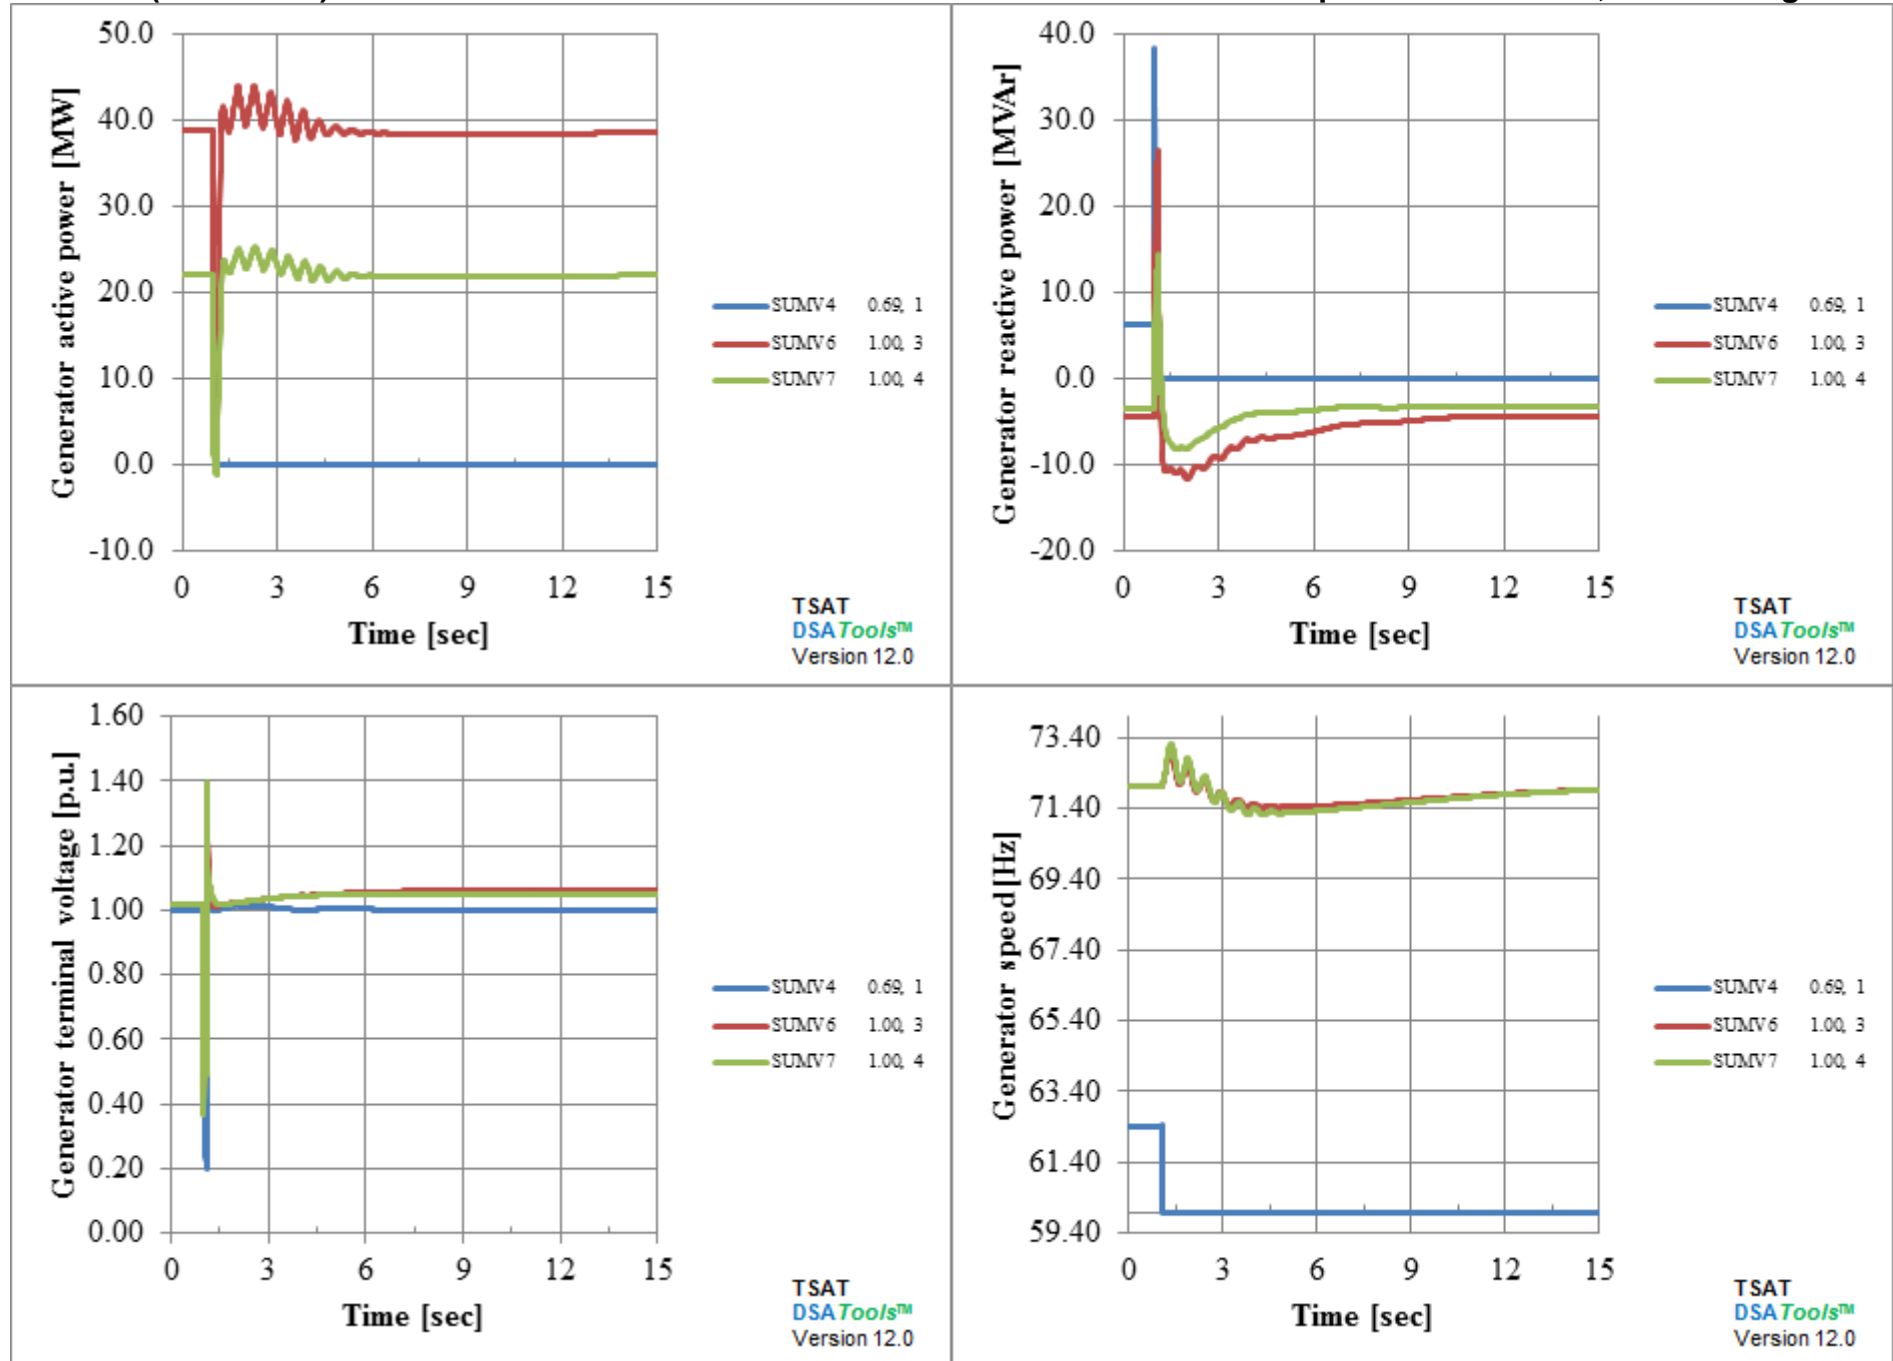 50.0
40.0
30.0
20.0
10.0
0.0
-10.0
0 3 6 9 12 15
Generator active power [MW]
Time [sec]
SUMV4 0.69, 1
SUMV6 1.00, 3
SUMV7 1.00, 4
TSAT
DSATools™
Version 12.0
40.0
30.0
20.0
10.0
0.0
-10.0
-20.0
0 3 6 9 12 15
Generator reactive power [MVAr]
Time [sec]
SUMV4 0.69, 1
SUMV6 1.00, 3
SUMV7 1.00, 4
TSAT
DSATools™
Version 12.0
1.60
1.40
1.20
1.00
0.80
0.60
0.40
0.20
0.00
0 3 6 9 12 15
Generator terminal voltage [p.u.]
Time [sec]
SUMV4 0.69, 1
SUMV6 1.00, 3
SUMV7 1.00, 4
TSAT
DSATools™
Version 12.0
73.40
71.40
69.40
67.40
65.40
63.40
61.40
59.40
0 3 6 9 12 15
Generator speed [Hz]
Time [sec]
SUMV4 0.69, 1
SUMV6 1.00, 3
SUMV7 1.00, 4
TSAT
DSATools™
Version 12.0